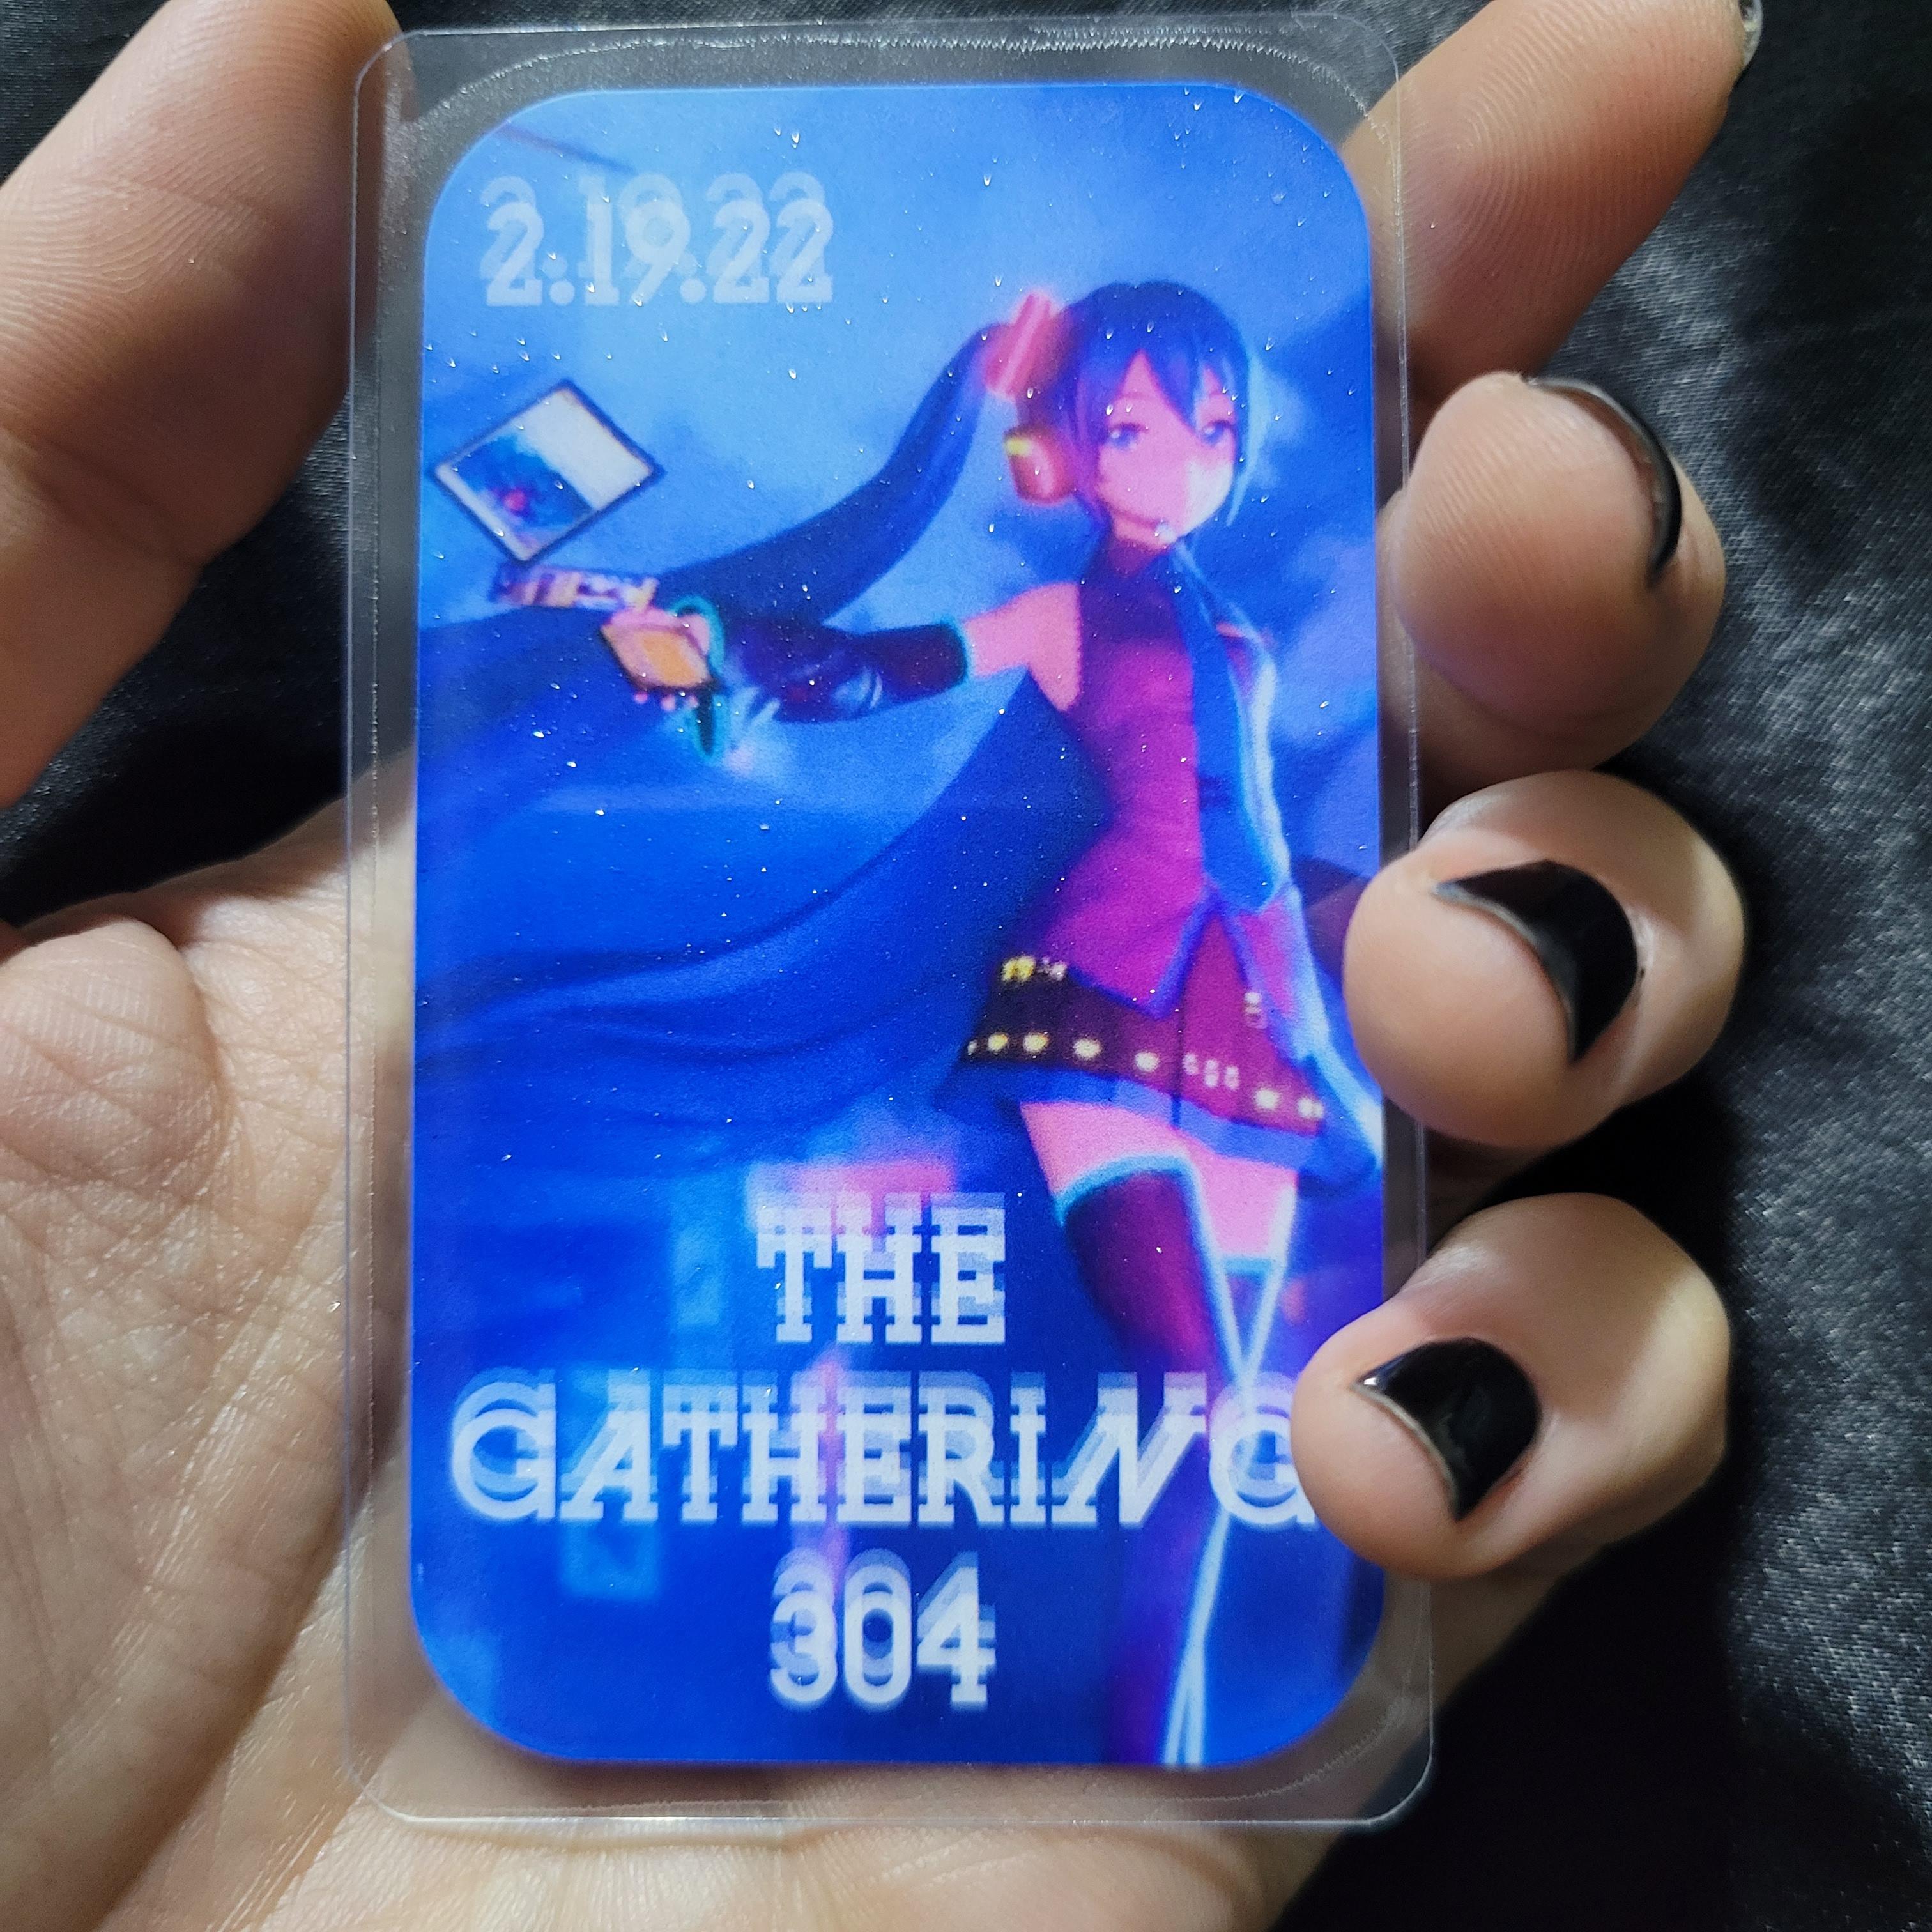 2.19.22
THE
GATHERING
304